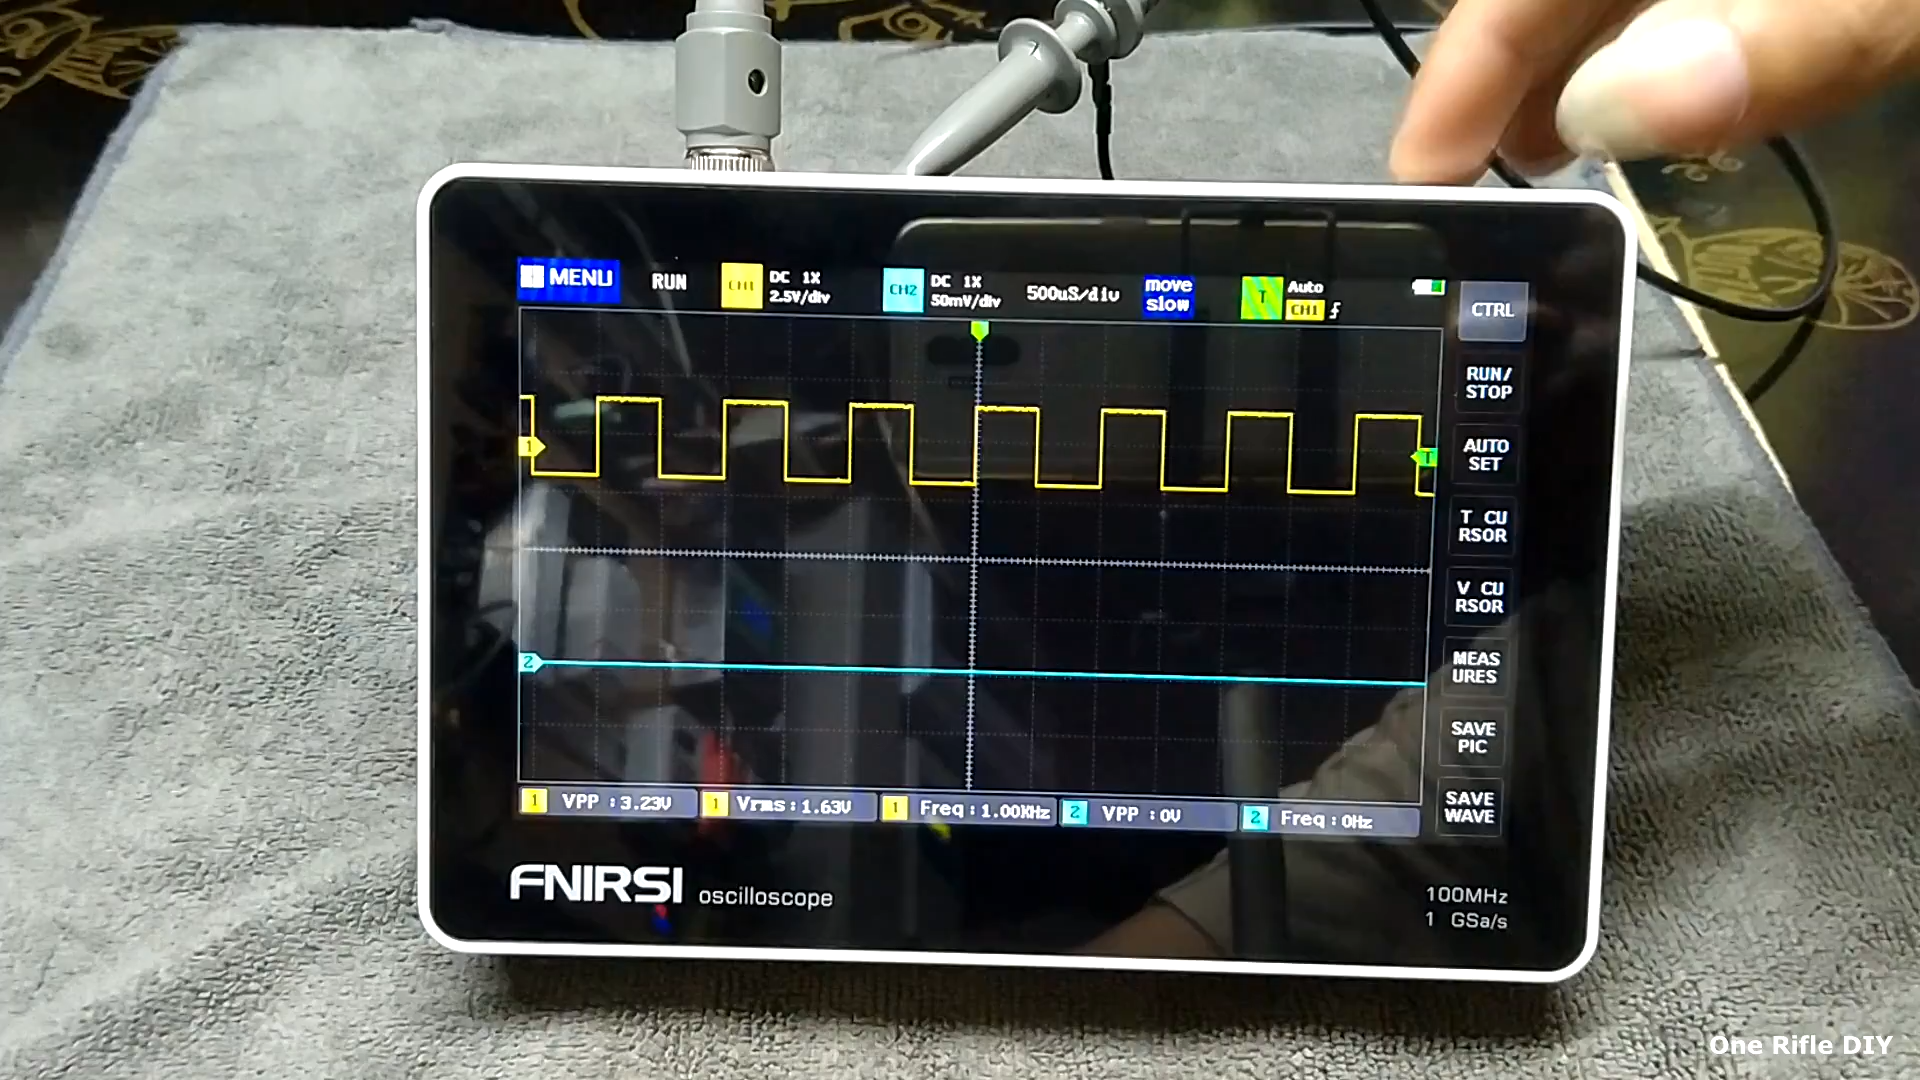 MENU
RUN
CH1
DC 1X
2.5V/div
CH2
DC 1X
50mV/div
500uS/div
move
slow
T
Auto
CH1
CTRL
RUN/
STOP
AUTO
SET
T CU
RSOR
V CU
RSOR
MEAS
URES
SAVE
PIC
SAVE
WAVE
1
T
2
1 VPP :3.23V
1 Vrms:1.63V
1 Freq:1.00KHz
2 VPP :0V
2 Freq:0Hz
FNIRSI oscilloscope
100MHz
1 GSa/s
One Rifle DIY